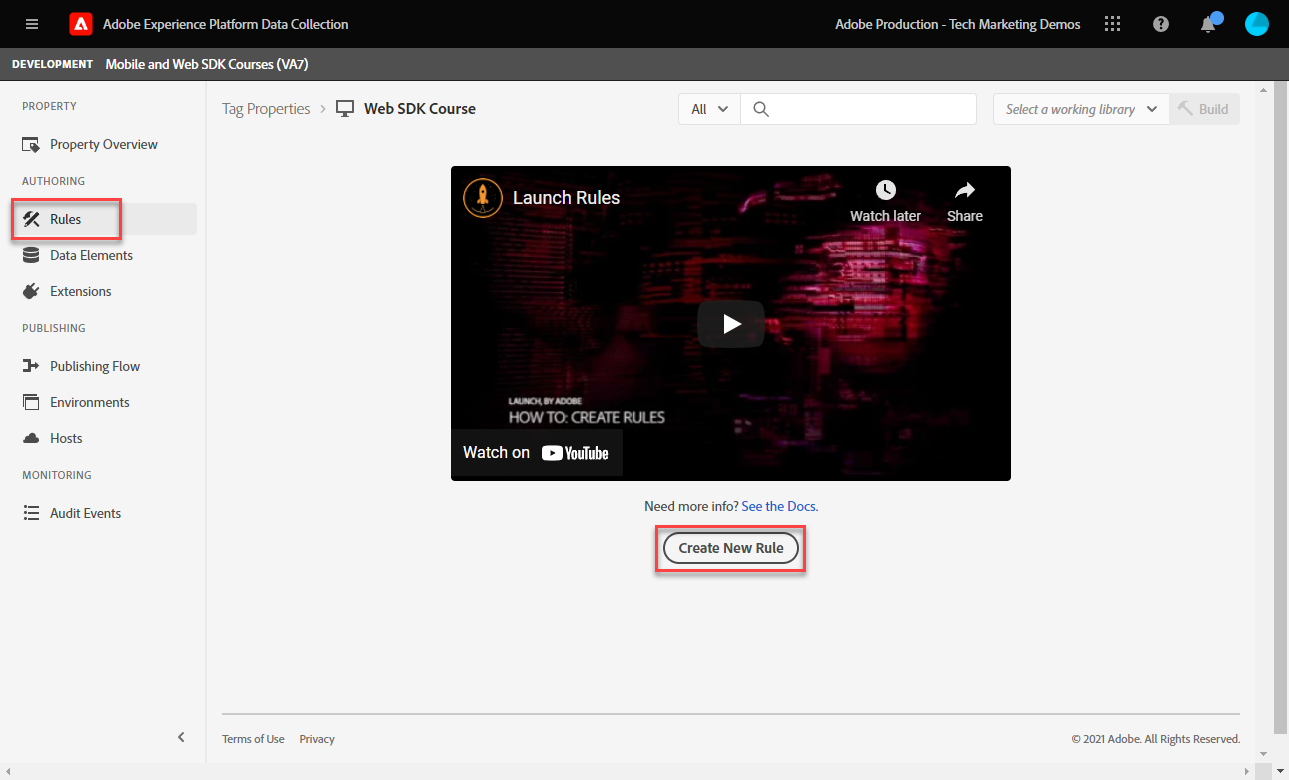 Adobe Experience Platform Data Collection
Adobe Production - Tech Marketing Demos
DEVELOPMENT Mobile and Web SDK Courses (VA7)
PROPERTY
Property Overview
AUTHORING
Rules
Data Elements
Extensions
PUBLISHING
Publishing Flow
Environments
Hosts
MONITORING
Audit Events
Tag Properties > Web SDK Course
All
Select a working library
Build
Launch Rules
Watch later
Share
LAUNCH, BY ADOBE
HOW TO: CREATE RULES
Watch on YouTube
Need more info? See the Docs.
Create New Rule
Terms of Use Privacy
© 2021 Adobe. All Rights Reserved.